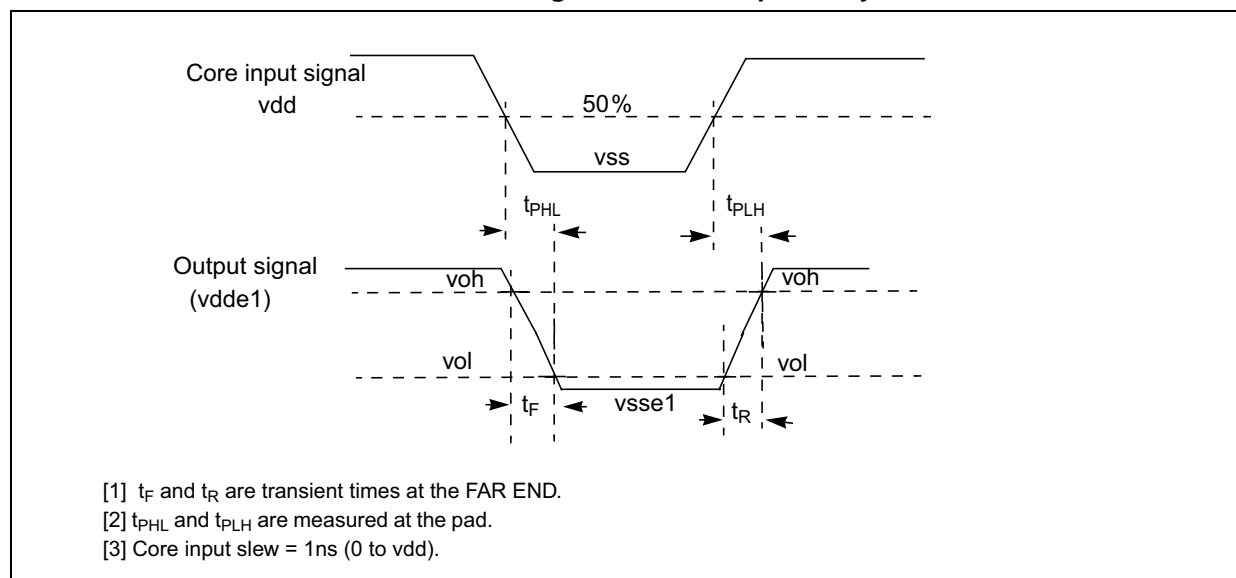 Core input signal
vdd
50%
vss
tPHL
tPLH
Output signal
(vdde1)
voh
voh
vol
vol
tF
vsse1
tR
[1] tF and tR are transient times at the FAR END.
[2] tPHL and tPLH are measured at the pad.
[3] Core input slew = 1ns (0 to vdd).